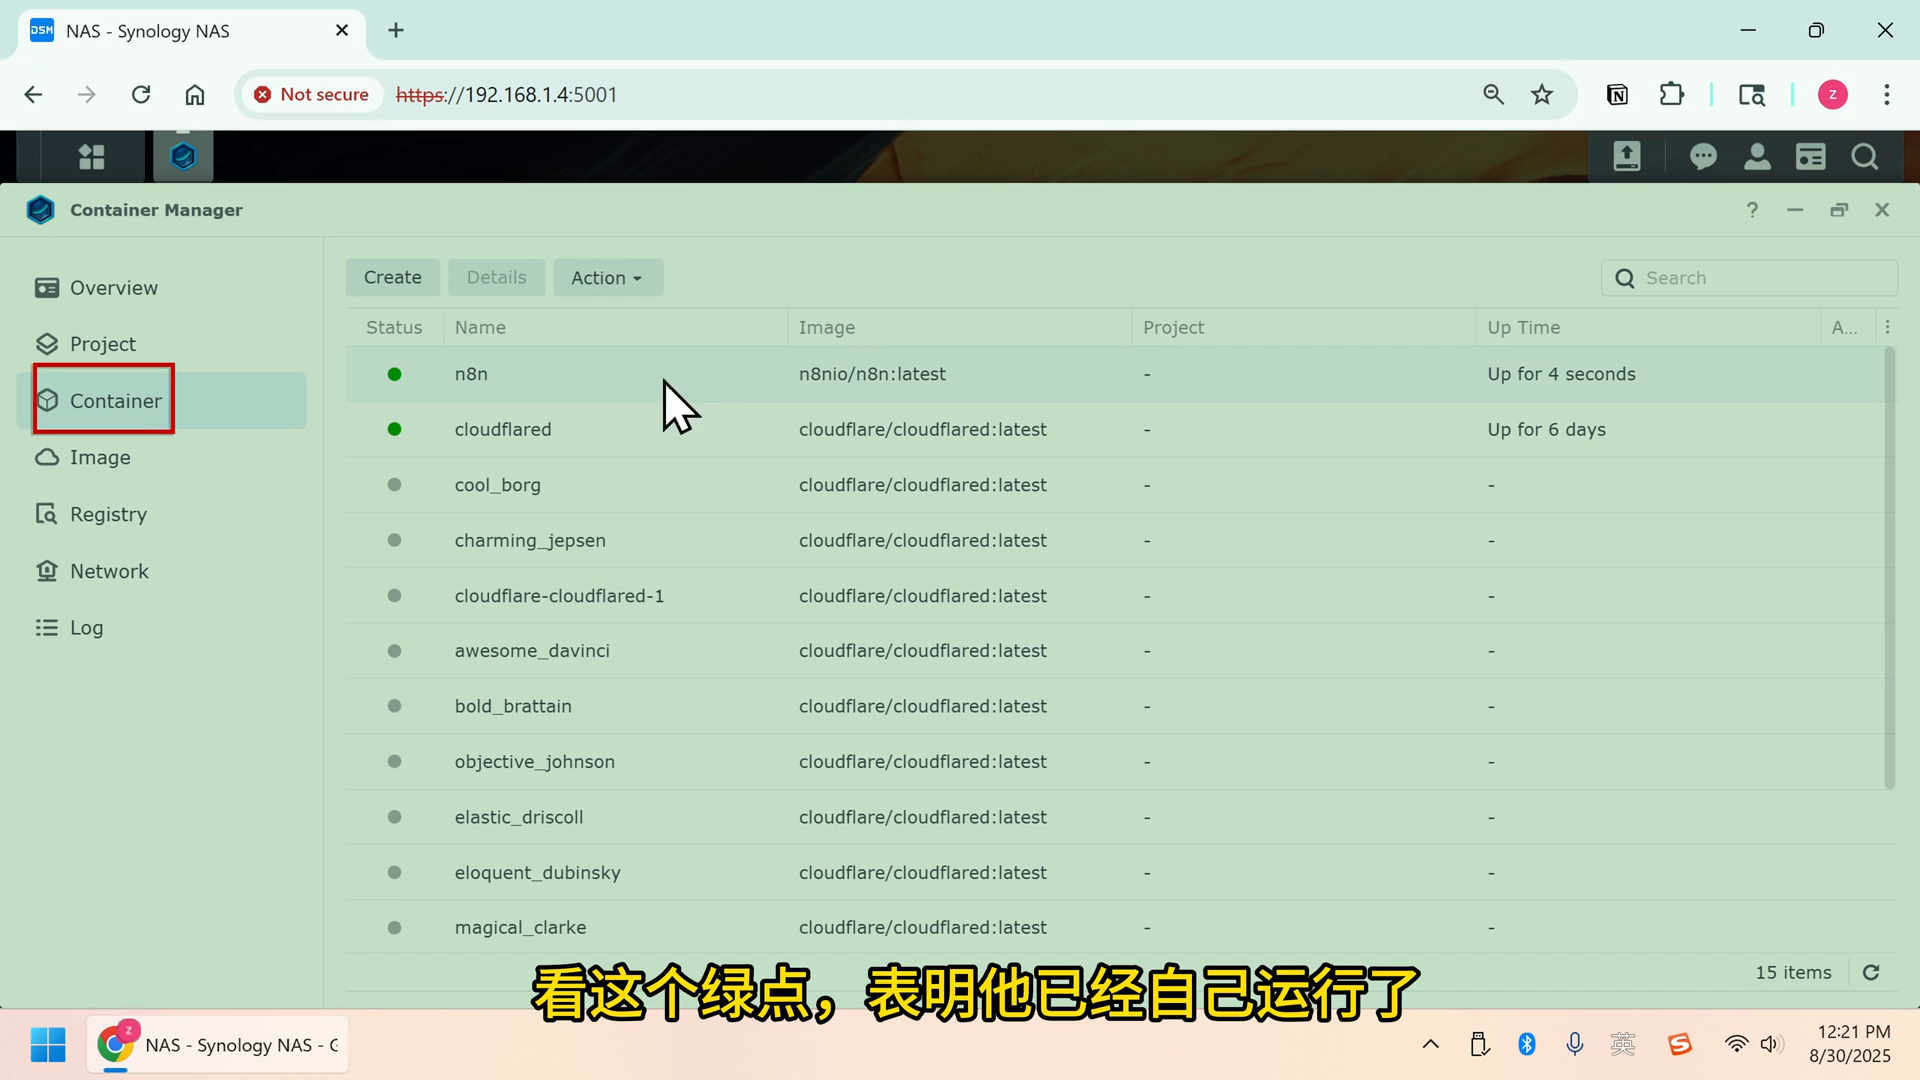 NAS - Synology NAS
Not secure
https://192.168.1.4:5001
Container Manager
Overview
Project
Container
Image
Registry
Network
Log
Create
Details
Action
Search
Status Name Image Project Up Time A...
n8n n8nio/n8n:latest - Up for 4 seconds
cloudflared cloudflare/cloudflared:latest - Up for 6 days
cool_borg cloudflare/cloudflared:latest - -
charming_jepsen cloudflare/cloudflared:latest - -
cloudflare-cloudflared-1 cloudflare/cloudflared:latest - -
awesome_davinci cloudflare/cloudflared:latest - -
bold_brattain cloudflare/cloudflared:latest - -
objective_johnson cloudflare/cloudflared:latest - -
elastic_driscoll cloudflare/cloudflared:latest - -
eloquent_dubinsky cloudflare/cloudflared:latest - -
magical_clarke cloudflare/cloudflared:latest - -
15 items
看这个绿点，表明他已经自己运行了
NAS - Synology NAS - G
英
12:21 PM
8/30/2025